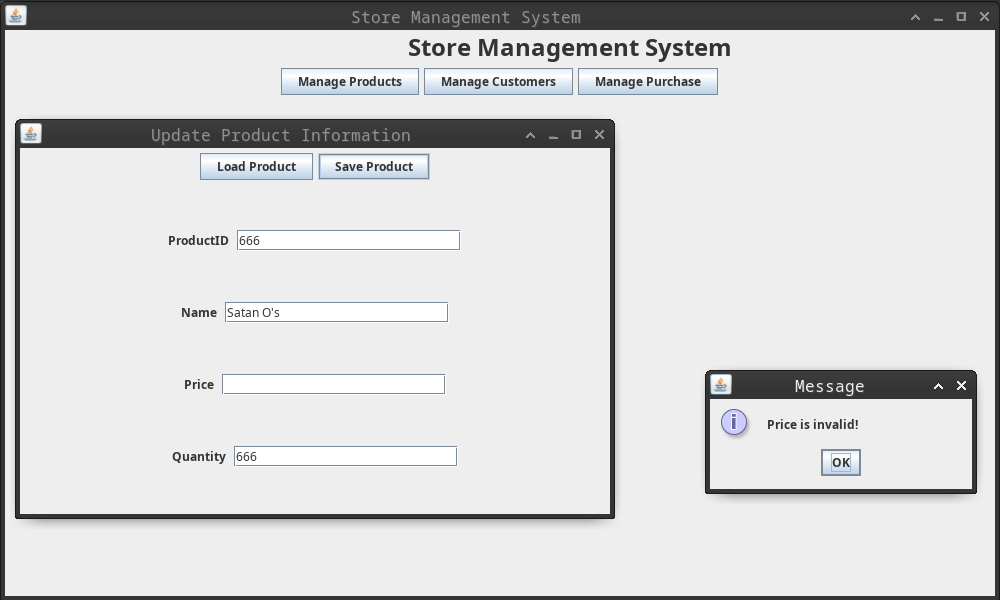 Store Management System
Store Management System
Manage Products Manage Customers Manage Purchase
Update Product Information
Load Product Save Product
ProductID 666
Name Satan O's
Price
Quantity 666
Message
Price is invalid!
OK